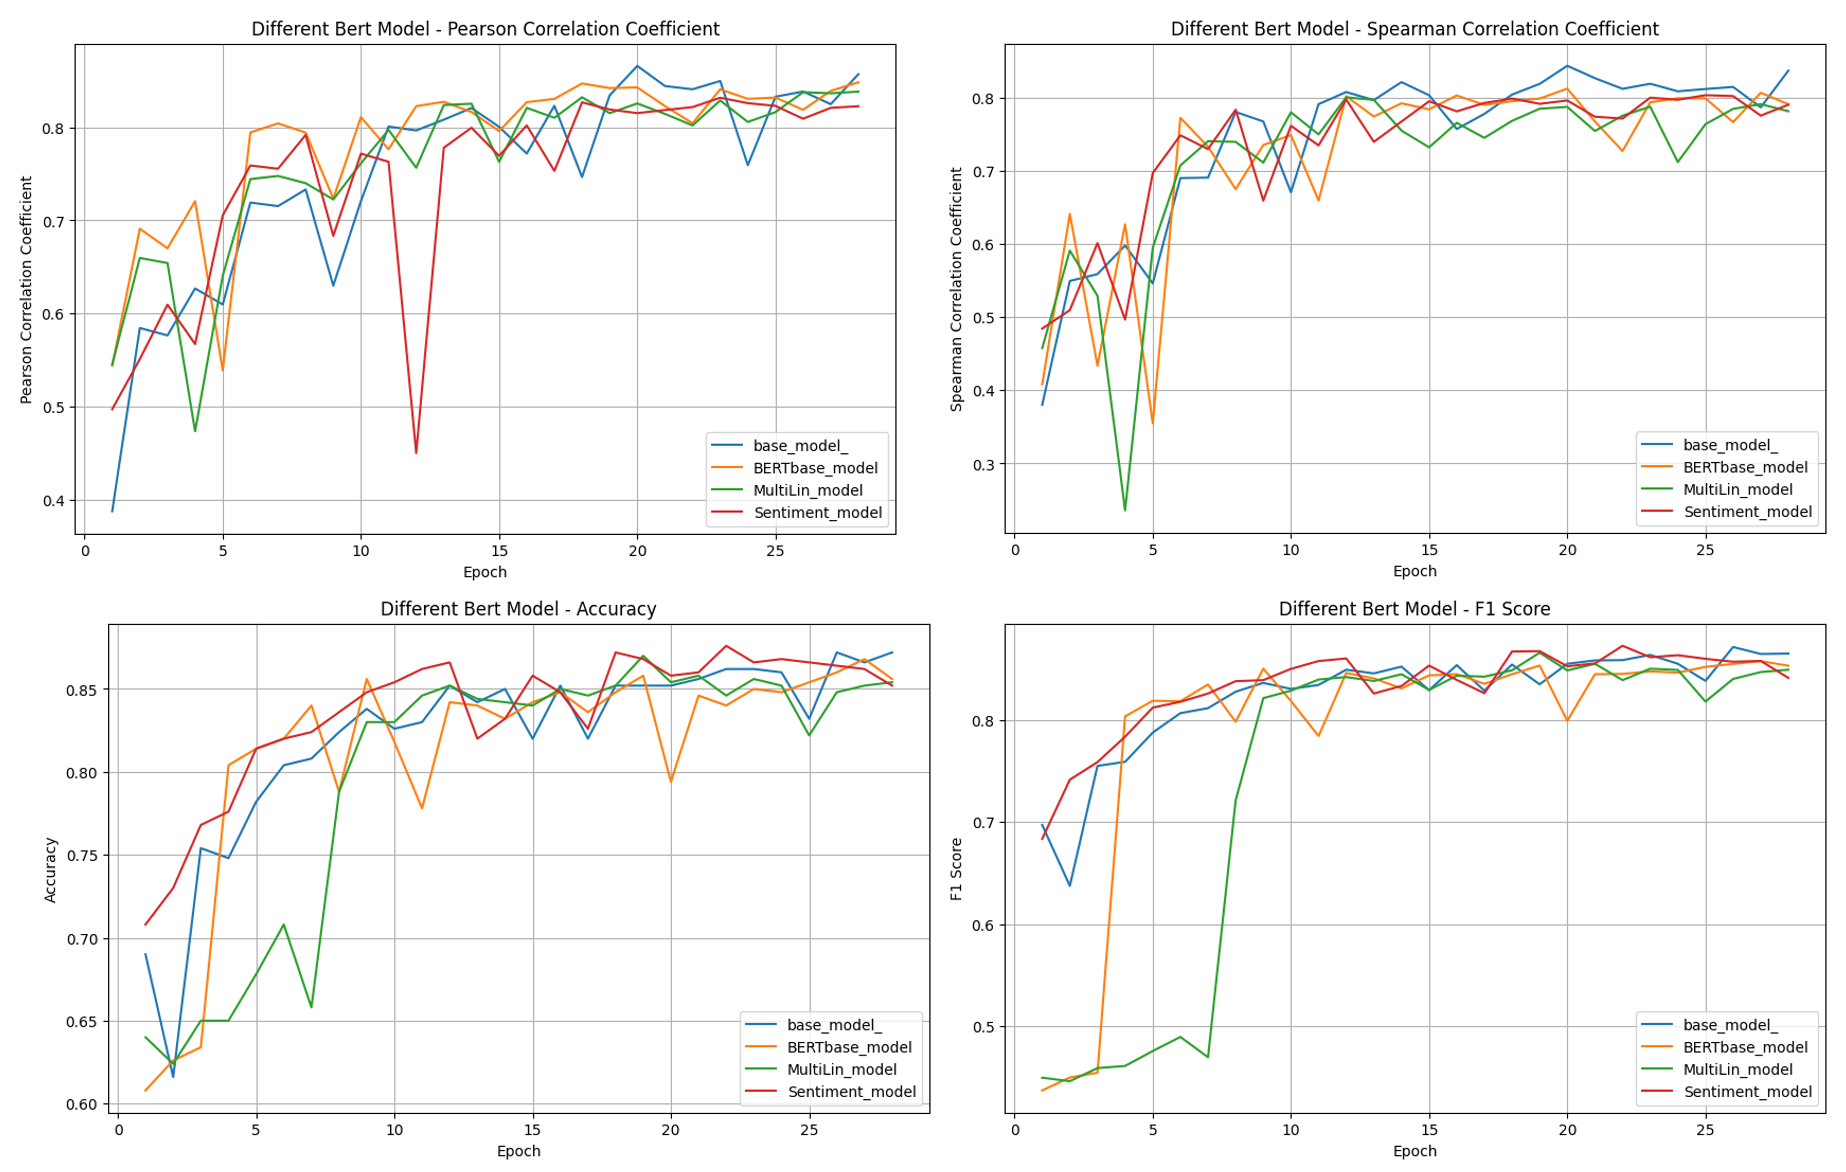 Different Bert Model - Pearson Correlation Coefficient
Pearson Correlation Coefficient
0.8
0.7
0.6
0.5
0.4
0 5 10 15 20 25
Epoch
base_model_
BERTbase_model
MultiLin_model
Sentiment_model
Different Bert Model - Spearman Correlation Coefficient
Spearman Correlation Coefficient
0.8
0.7
0.6
0.5
0.4
0.3
0 5 10 15 20 25
Epoch
base_model_
BERTbase_model
MultiLin_model
Sentiment_model
Different Bert Model - Accuracy
Accuracy
0.85
0.80
0.75
0.70
0.65
0.60
0 5 10 15 20 25
Epoch
base_model_
BERTbase_model
MultiLin_model
Sentiment_model
Different Bert Model - F1 Score
F1 Score
0.8
0.7
0.6
0.5
0 5 10 15 20 25
Epoch
base_model_
BERTbase_model
MultiLin_model
Sentiment_model